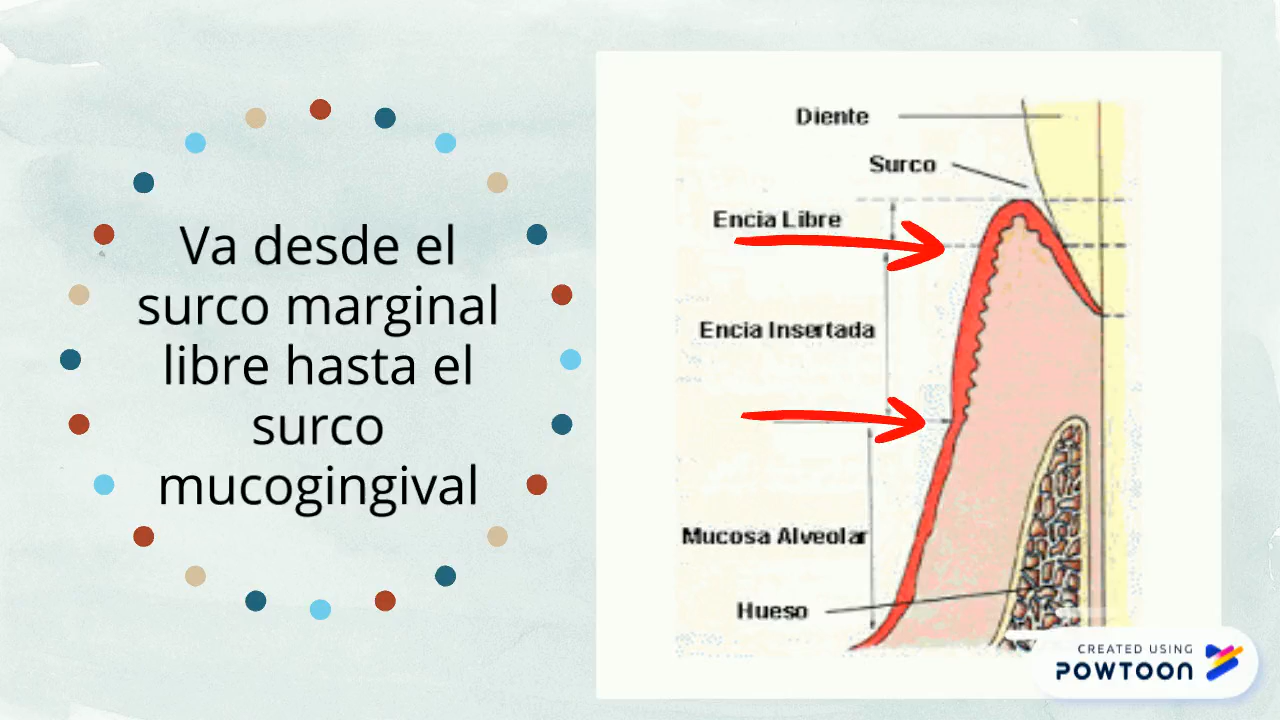 Va desde el
surco marginal
libre hasta el
surco
mucogingival
Diente
Surco
Encia Libre
Encia Insertada
Mucosa Alveolar
Hueso
CREATED USING
POWTOON